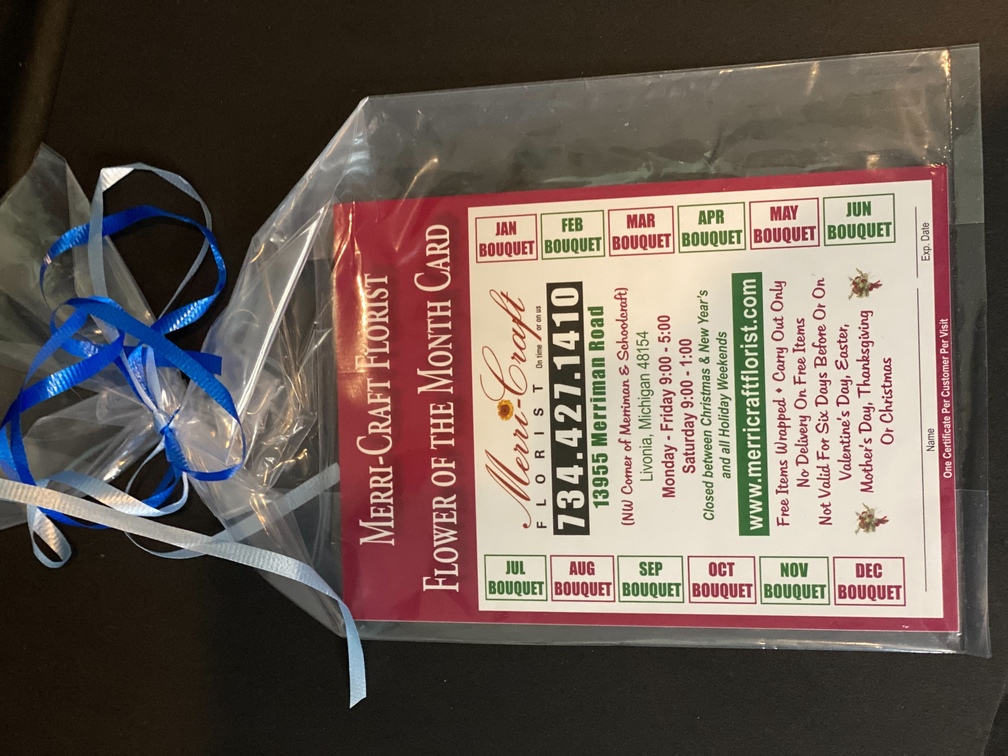 MERRI-CRAFT FLORIST
FLOWER OF THE MONTH CARD
Merri-Craft
FLORIST On time / or on us
734.427.1410
13955 Merriman Road
(NW Corner of Merriman & Schoolcraft)
Livonia, Michigan 48154
Monday - Friday 9:00 - 5:00
Saturday 9:00 - 1:00
Closed between Christmas & New Year's
and all Holiday Weekends
www.merricraftflorist.com
Free Items Wrapped • Carry Out Only
No Delivery On Free Items
Not Valid For Six Days Before Or On
Valentine's Day, Easter,
Mother's Day, Thanksgiving
Or Christmas
JUL
BOUQUET
AUG
BOUQUET
SEP
BOUQUET
OCT
BOUQUET
NOV
BOUQUET
DEC
BOUQUET
JAN
BOUQUET
FEB
BOUQUET
MAR
BOUQUET
APR
BOUQUET
MAY
BOUQUET
JUN
BOUQUET
Name Exp. Date
One Certificate Per Customer Per Visit